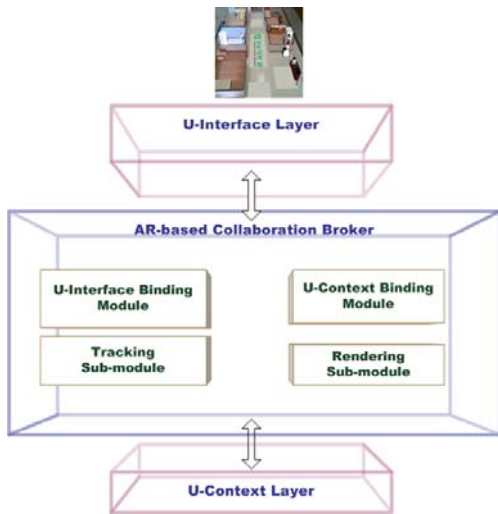 U-Interface Layer
AR-based Collaboration Broker
U-Interface Binding
Module
U-Context Binding
Module
Tracking
Sub-module
Rendering
Sub-module
U-Context Layer